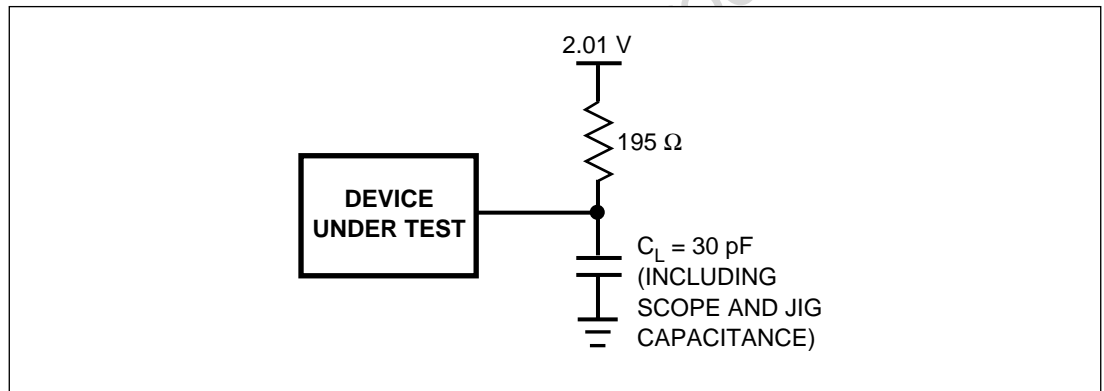 2.01 V
195 Ω
DEVICE
UNDER TEST
C_L = 30 pF
(INCLUDING
SCOPE AND JIG
CAPACITANCE)